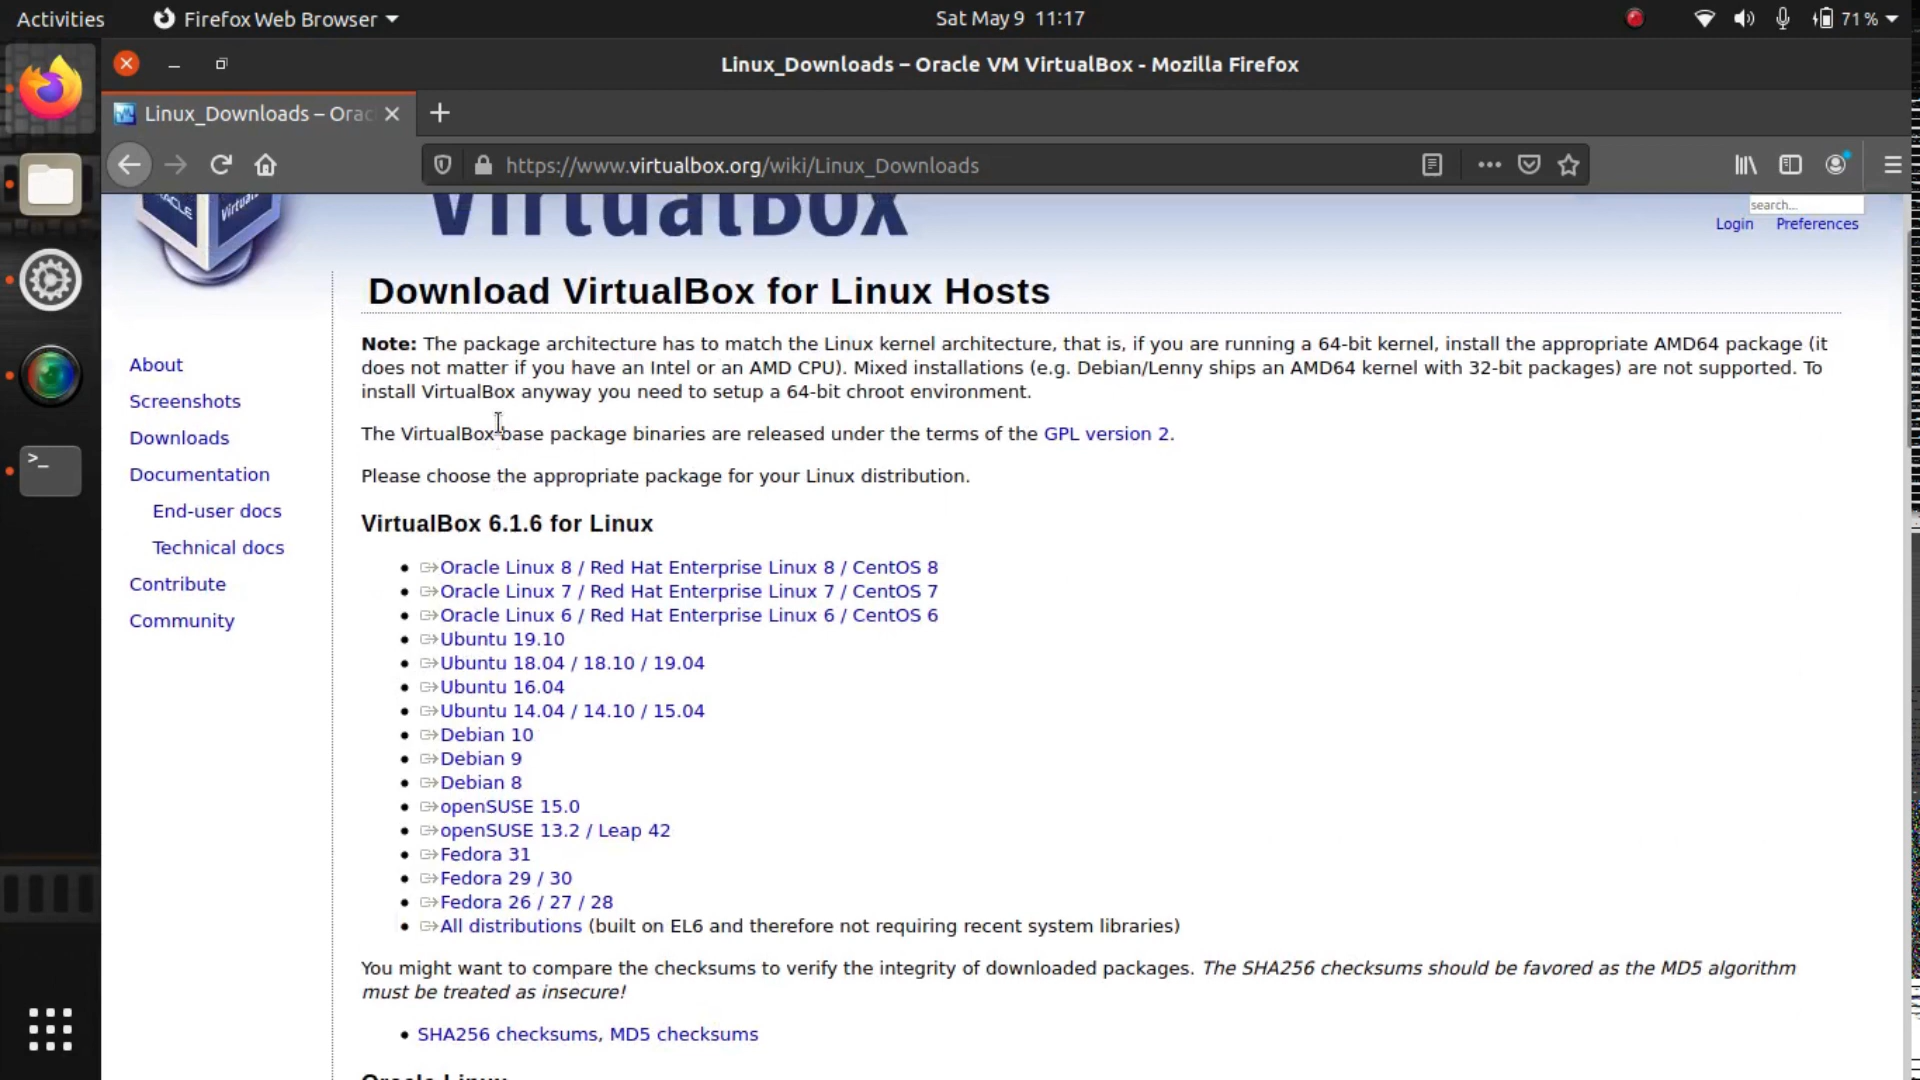 Activities
Firefox Web Browser
Sat May 9 11:17
71 %
Linux_Downloads – Oracle VM VirtualBox - Mozilla Firefox
Linux_Downloads – Orac
https://www.virtualbox.org/wiki/Linux_Downloads
ORACLE
VirtualBox
search...
Login Preferences
About
Screenshots
Downloads
Documentation
End-user docs
Technical docs
Contribute
Community
Download VirtualBox for Linux Hosts
Note: The package architecture has to match the Linux kernel architecture, that is, if you are running a 64-bit kernel, install the appropriate AMD64 package (it
does not matter if you have an Intel or an AMD CPU). Mixed installations (e.g. Debian/Lenny ships an AMD64 kernel with 32-bit packages) are not supported. To
install VirtualBox anyway you need to setup a 64-bit chroot environment.
The VirtualBox base package binaries are released under the terms of the GPL version 2.
Please choose the appropriate package for your Linux distribution.
VirtualBox 6.1.6 for Linux
Oracle Linux 8 / Red Hat Enterprise Linux 8 / CentOS 8
Oracle Linux 7 / Red Hat Enterprise Linux 7 / CentOS 7
Oracle Linux 6 / Red Hat Enterprise Linux 6 / CentOS 6
Ubuntu 19.10
Ubuntu 18.04 / 18.10 / 19.04
Ubuntu 16.04
Ubuntu 14.04 / 14.10 / 15.04
Debian 10
Debian 9
Debian 8
openSUSE 15.0
openSUSE 13.2 / Leap 42
Fedora 31
Fedora 29 / 30
Fedora 26 / 27 / 28
All distributions (built on EL6 and therefore not requiring recent system libraries)
You might want to compare the checksums to verify the integrity of downloaded packages. The SHA256 checksums should be favored as the MD5 algorithm
must be treated as insecure!
SHA256 checksums, MD5 checksums
Oracle Linux